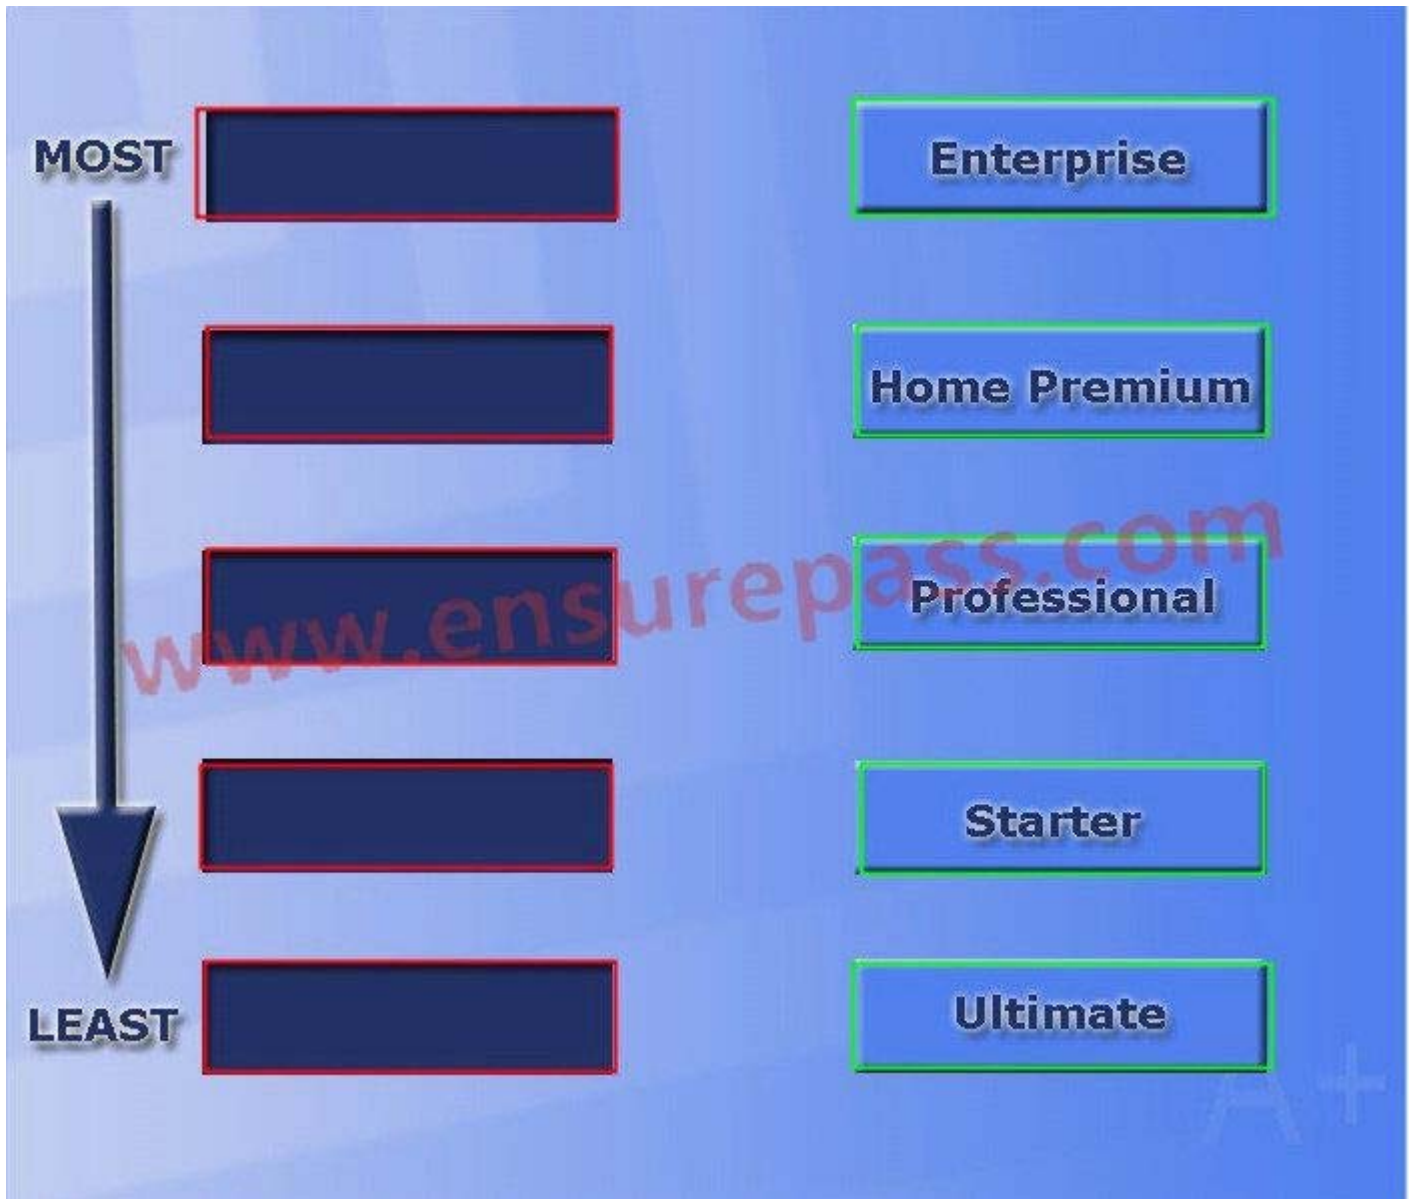 MOST
Enterprise
Home Premium
www.ensurepass.com
Professional
Starter
LEAST
Ultimate
A+